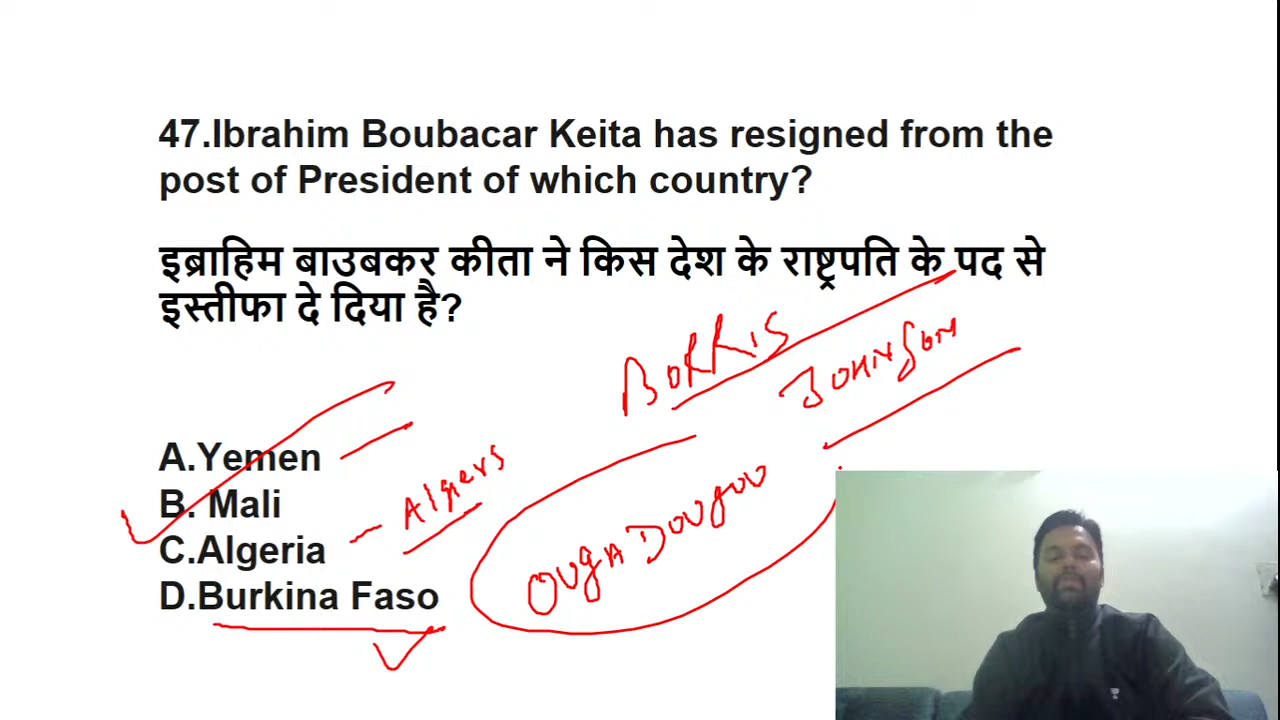 47.Ibrahim Boubacar Keita has resigned from the
post of President of which country?
इब्राहिम बाउबकर कीता ने किस देश के राष्ट्रपति के पद से
इस्तीफा दे दिया है?
BORRIS
JOHNSON
A.Yemen
B. Mali
Algiers
C.Algeria
OUGADOUGOU
D.Burkina Faso